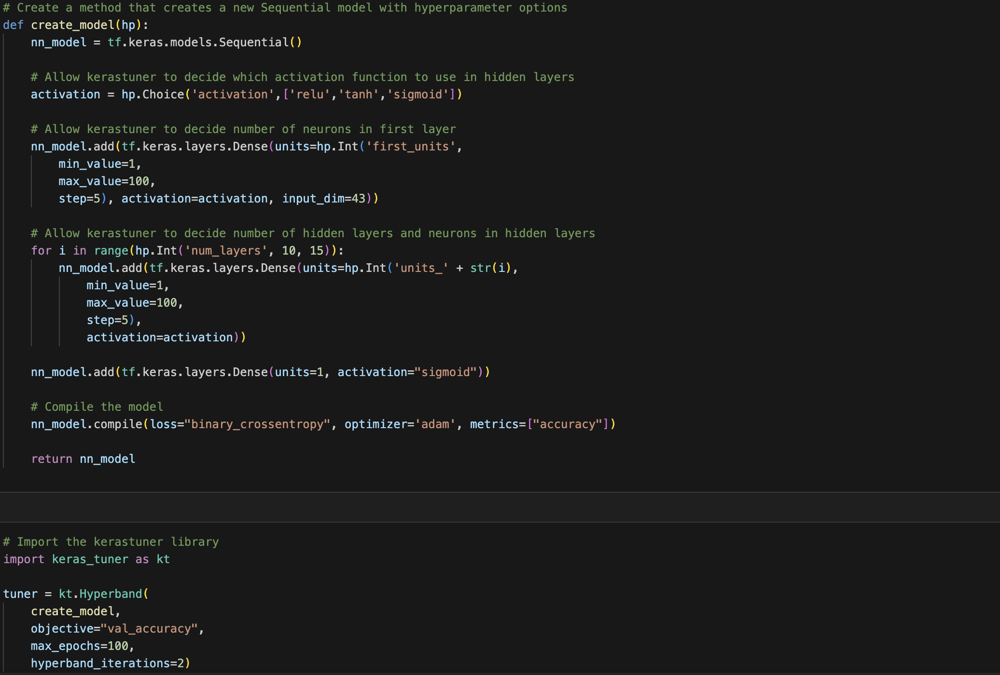 # Create a method that creates a new Sequential model with hyperparameter options
def create_model(hp):
    nn_model = tf.keras.models.Sequential()

    # Allow kerastuner to decide which activation function to use in hidden layers
    activation = hp.Choice('activation',['relu','tanh','sigmoid'])

    # Allow kerastuner to decide number of neurons in first layer
    nn_model.add(tf.keras.layers.Dense(units=hp.Int('first_units',
        min_value=1,
        max_value=100,
        step=5), activation=activation, input_dim=43))

    # Allow kerastuner to decide number of hidden layers and neurons in hidden layers
    for i in range(hp.Int('num_layers', 10, 15)):
        nn_model.add(tf.keras.layers.Dense(units=hp.Int('units_' + str(i),
            min_value=1,
            max_value=100,
            step=5),
            activation=activation))

    nn_model.add(tf.keras.layers.Dense(units=1, activation="sigmoid"))

    # Compile the model
    nn_model.compile(loss="binary_crossentropy", optimizer='adam', metrics=["accuracy"])

    return nn_model

# Import the kerastuner library
import keras_tuner as kt

tuner = kt.Hyperband(
    create_model,
    objective="val_accuracy",
    max_epochs=100,
    hyperband_iterations=2)